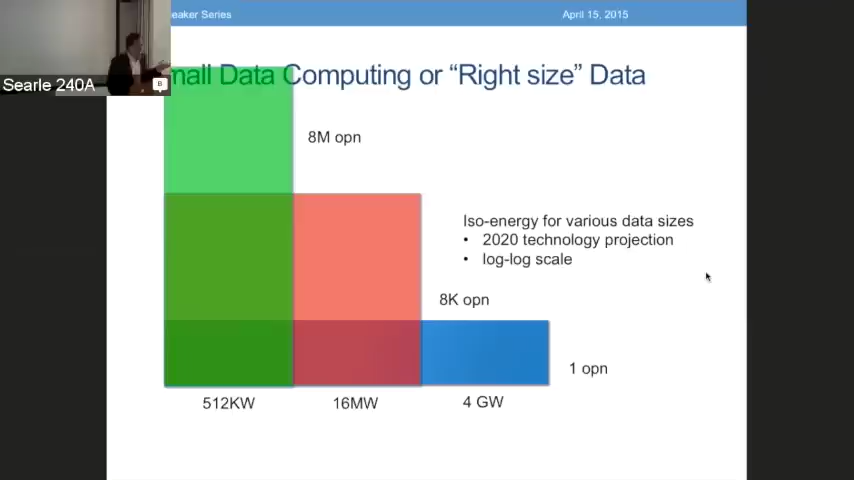 eaker Series
April 15, 2015
Searle 240A
mall Data Computing or “Right size” Data
8M opn
Iso-energy for various data sizes
• 2020 technology projection
• log-log scale
8K opn
1 opn
512KW
16MW
4 GW